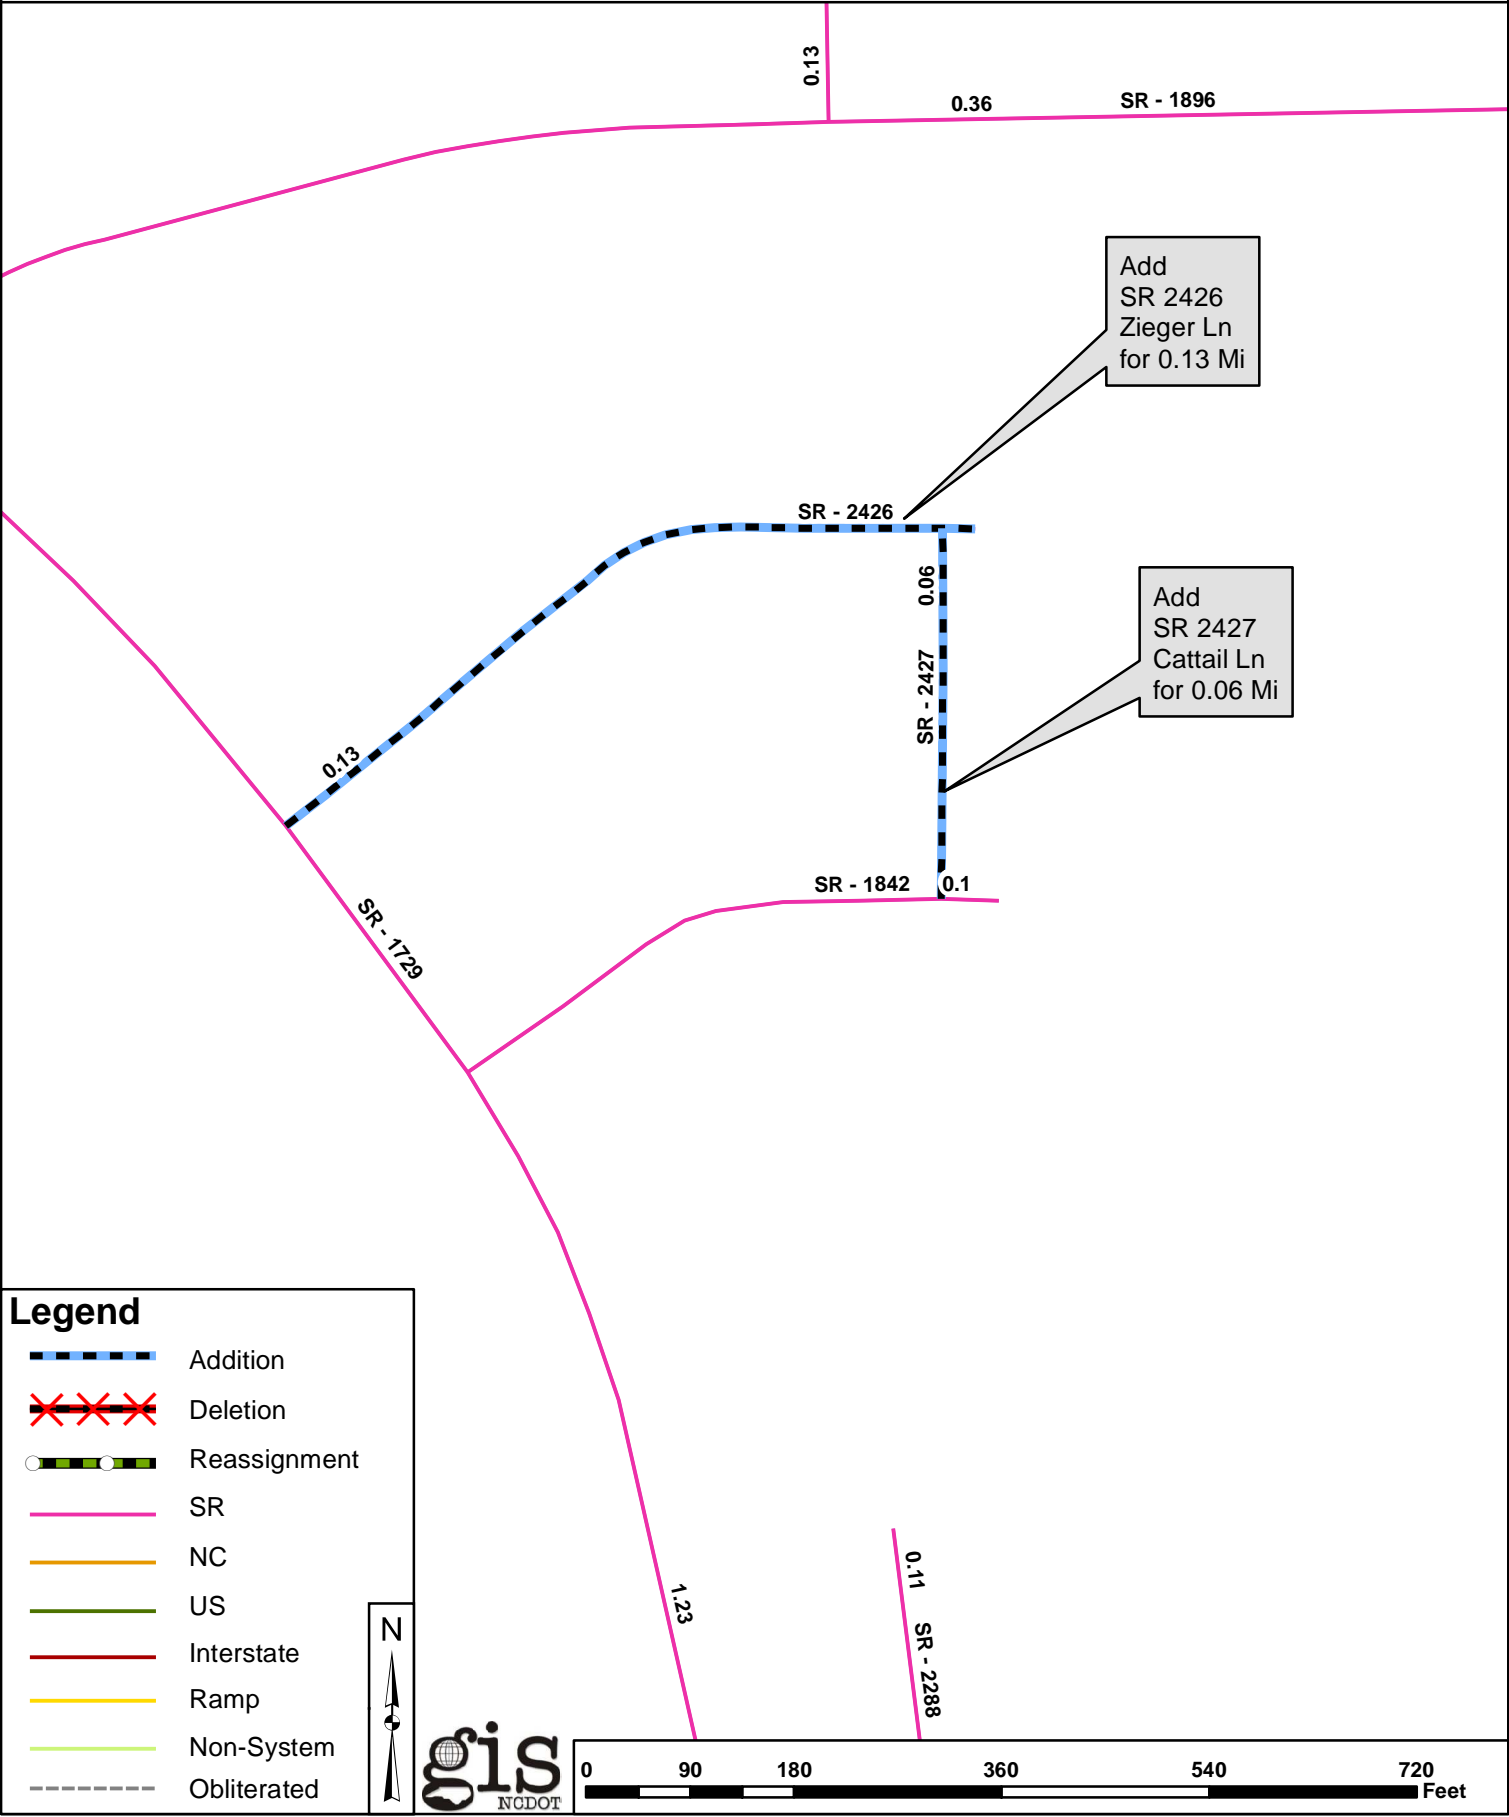 0.13
0.36
SR - 1896
Add
SR 2426
Zieger Ln
for 0.13 Mi
SR - 2426
0.06
Add
SR 2427
Cattail Ln
for 0.06 Mi
SR - 2427
0.13
SR - 1842
0.1
SR - 1729
Legend
Addition
Deletion
Reassignment
SR
NC
US
Interstate
Ramp
Non-System
Obliterated
N
0.11
1.23
SR - 2288
gis
NCDOT
0 90 180 360 540 720
Feet